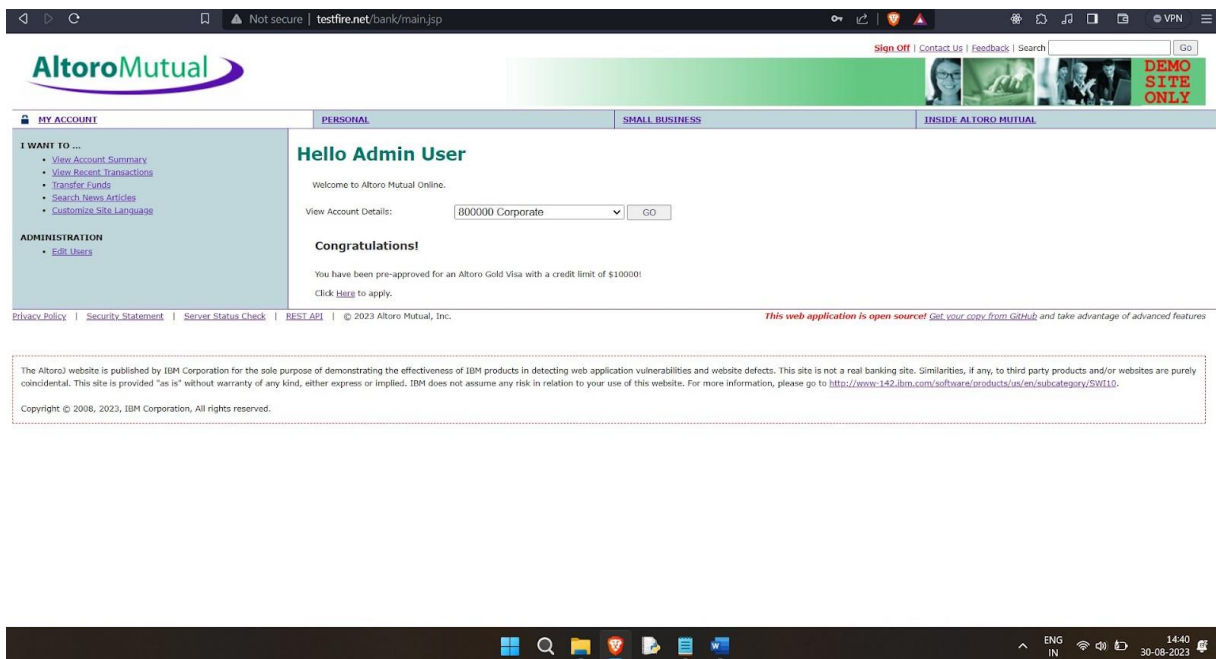 Not secure | testfire.net/bank/main.jsp
VPN
Sign Off | Contact Us | Feedback | Search
Go
AltoroMutual
DEMO
SITE
ONLY
MY ACCOUNT
PERSONAL
SMALL BUSINESS
INSIDE ALTORO MUTUAL
I WANT TO ...
View Account Summary
View Recent Transactions
Transfer Funds
Search News Articles
Customize Site Language
ADMINISTRATION
Edit Users
Hello Admin User
Welcome to Altoro Mutual Online.
View Account Details:
800000 Corporate
GO
Congratulations!
You have been pre-approved for an Altoro Gold Visa with a credit limit of $10000!
Click Here to apply.
Privacy Policy | Security Statement | Server Status Check | REST API | © 2023 Altoro Mutual, Inc.
This web application is open source! Get your copy from GitHub and take advantage of advanced features
The AltoroJ website is published by IBM Corporation for the sole purpose of demonstrating the effectiveness of IBM products in detecting web application vulnerabilities and website defects. This site is not a real banking site. Similarities, if any, to third party products and/or websites are purely
coincidental. This site is provided "as is" without warranty of any kind, either express or implied. IBM does not assume any risk in relation to your use of this website. For more information, please go to http://www-142.ibm.com/software/products/us/en/subcategory/SWI10.
Copyright © 2008, 2023, IBM Corporation, All rights reserved.
ENG
IN
14:40
30-08-2023